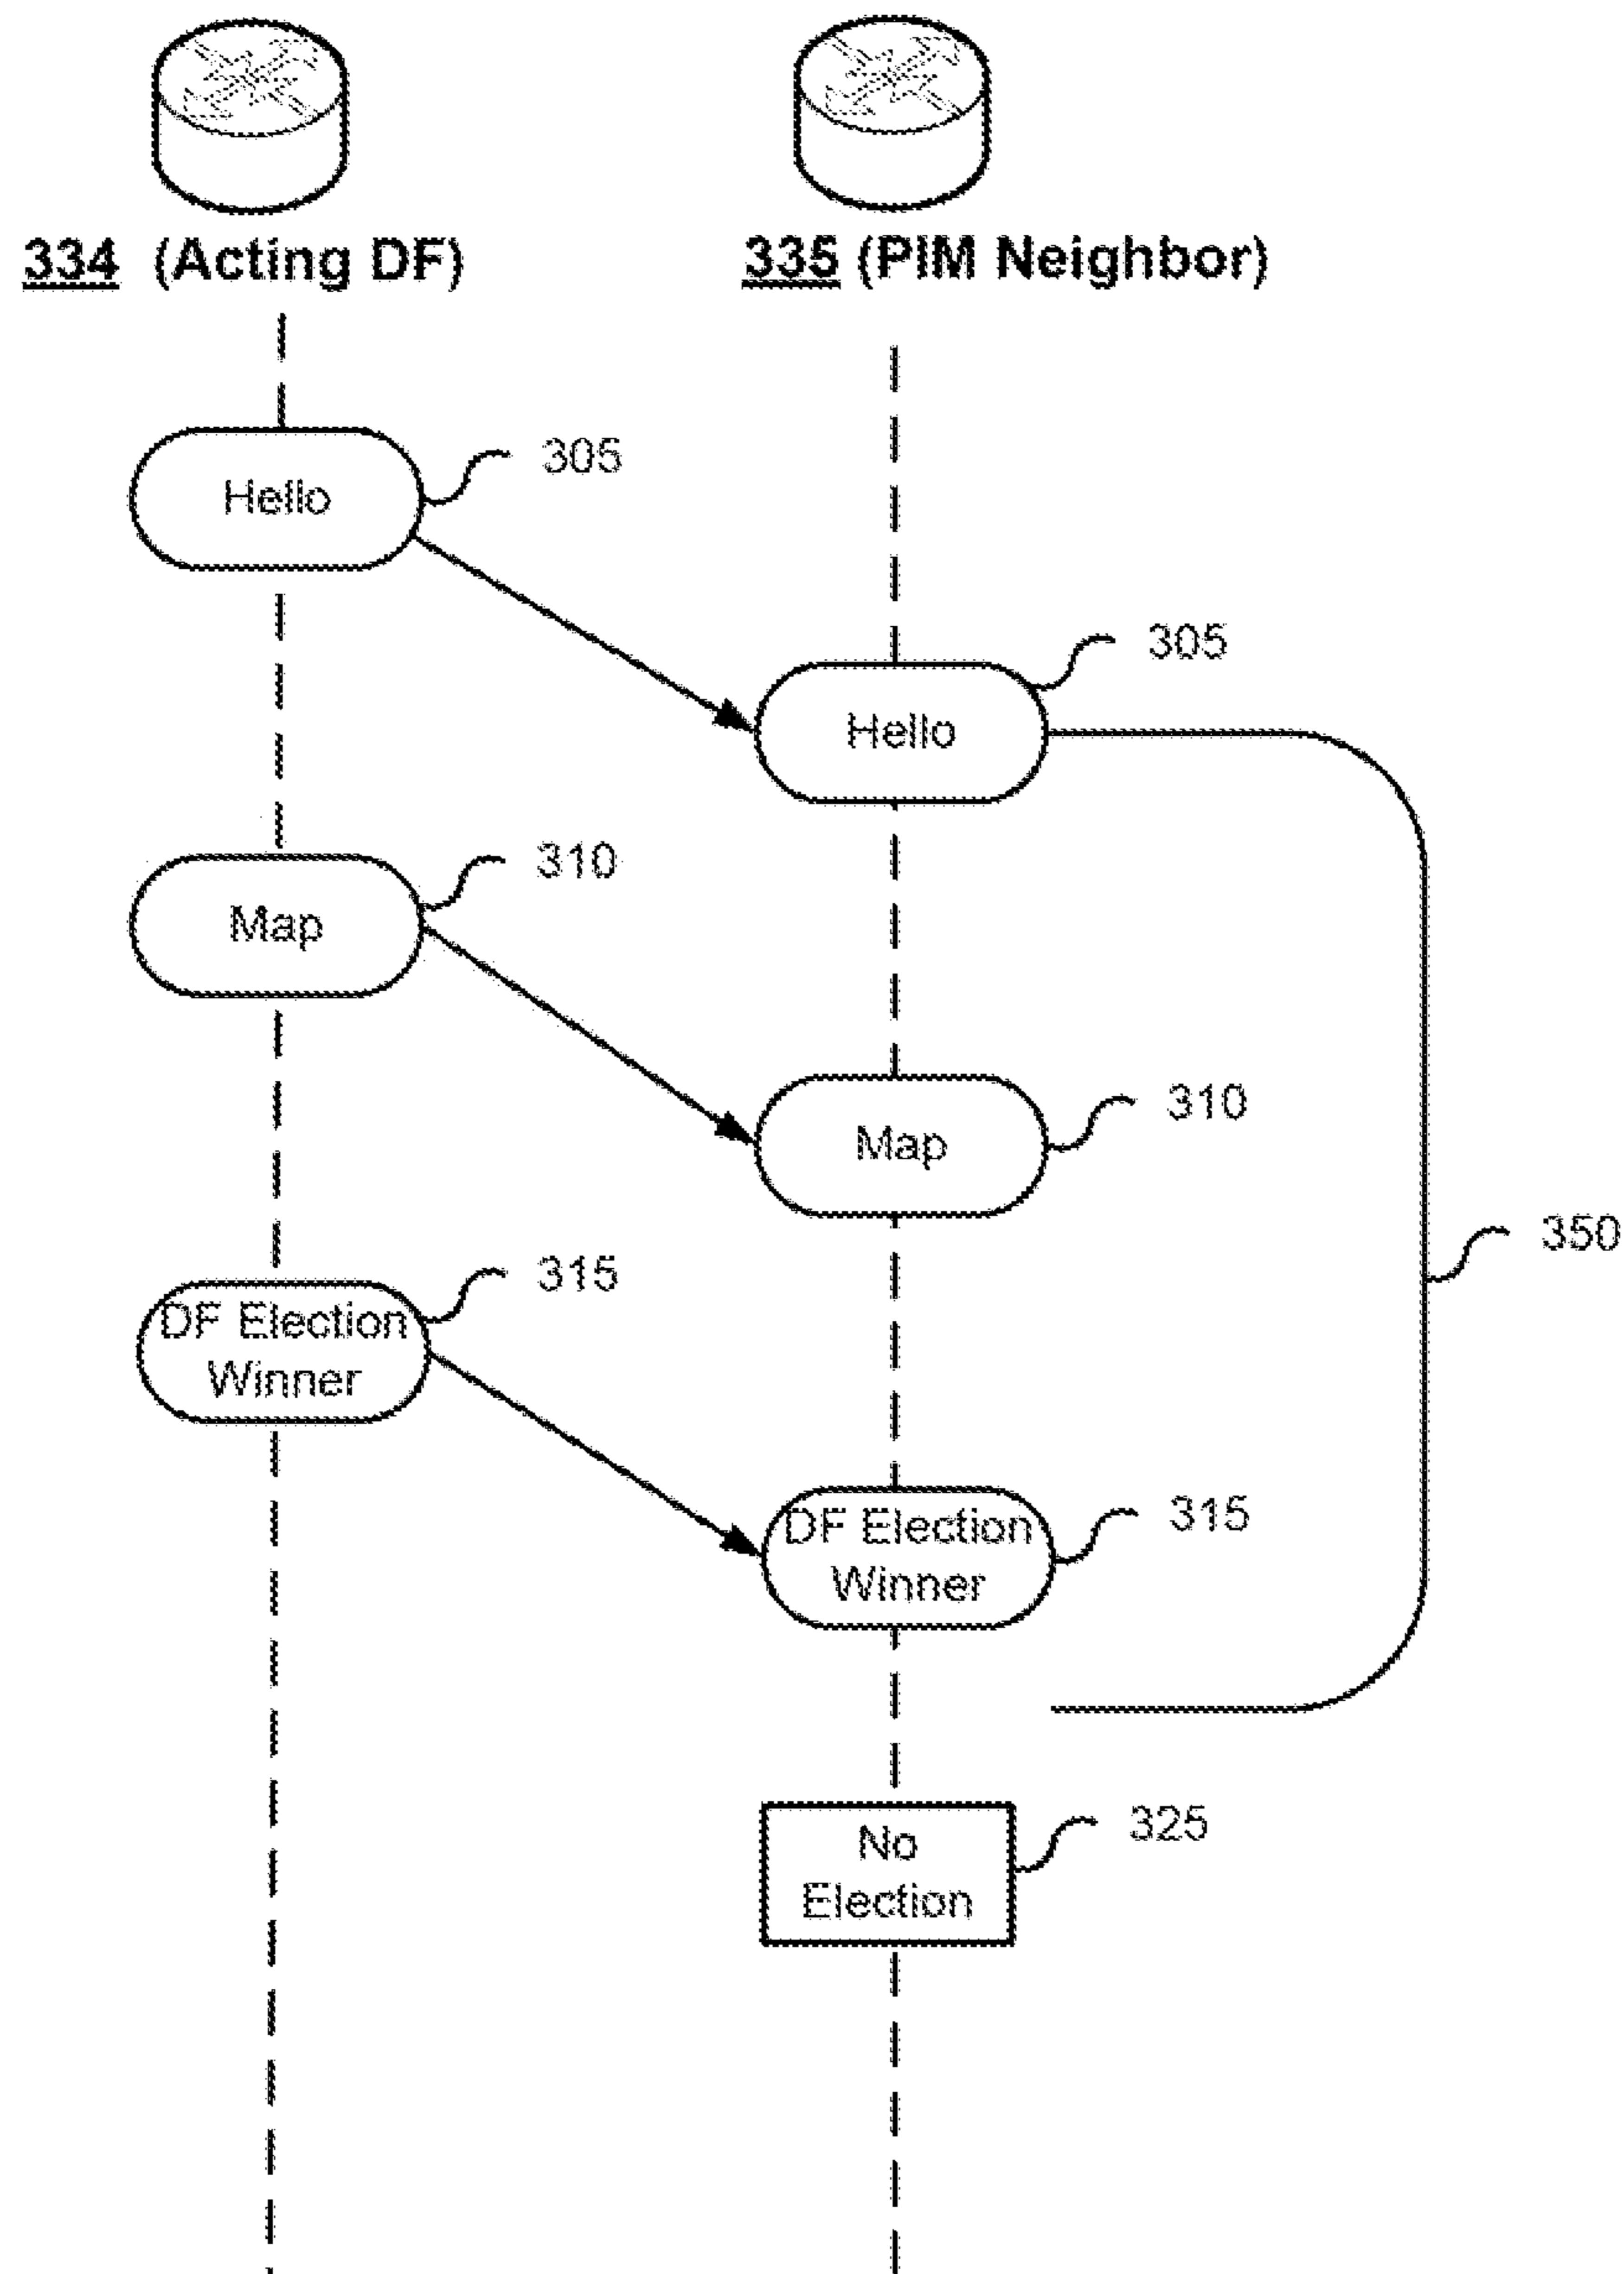 334 (Acting DF)
335 (PIM Neighbor)
305
Hello
305
Hello
310
Map
310
Map
350
315
DF Election
Winner
315
DF Election
Winner
325
No
Election